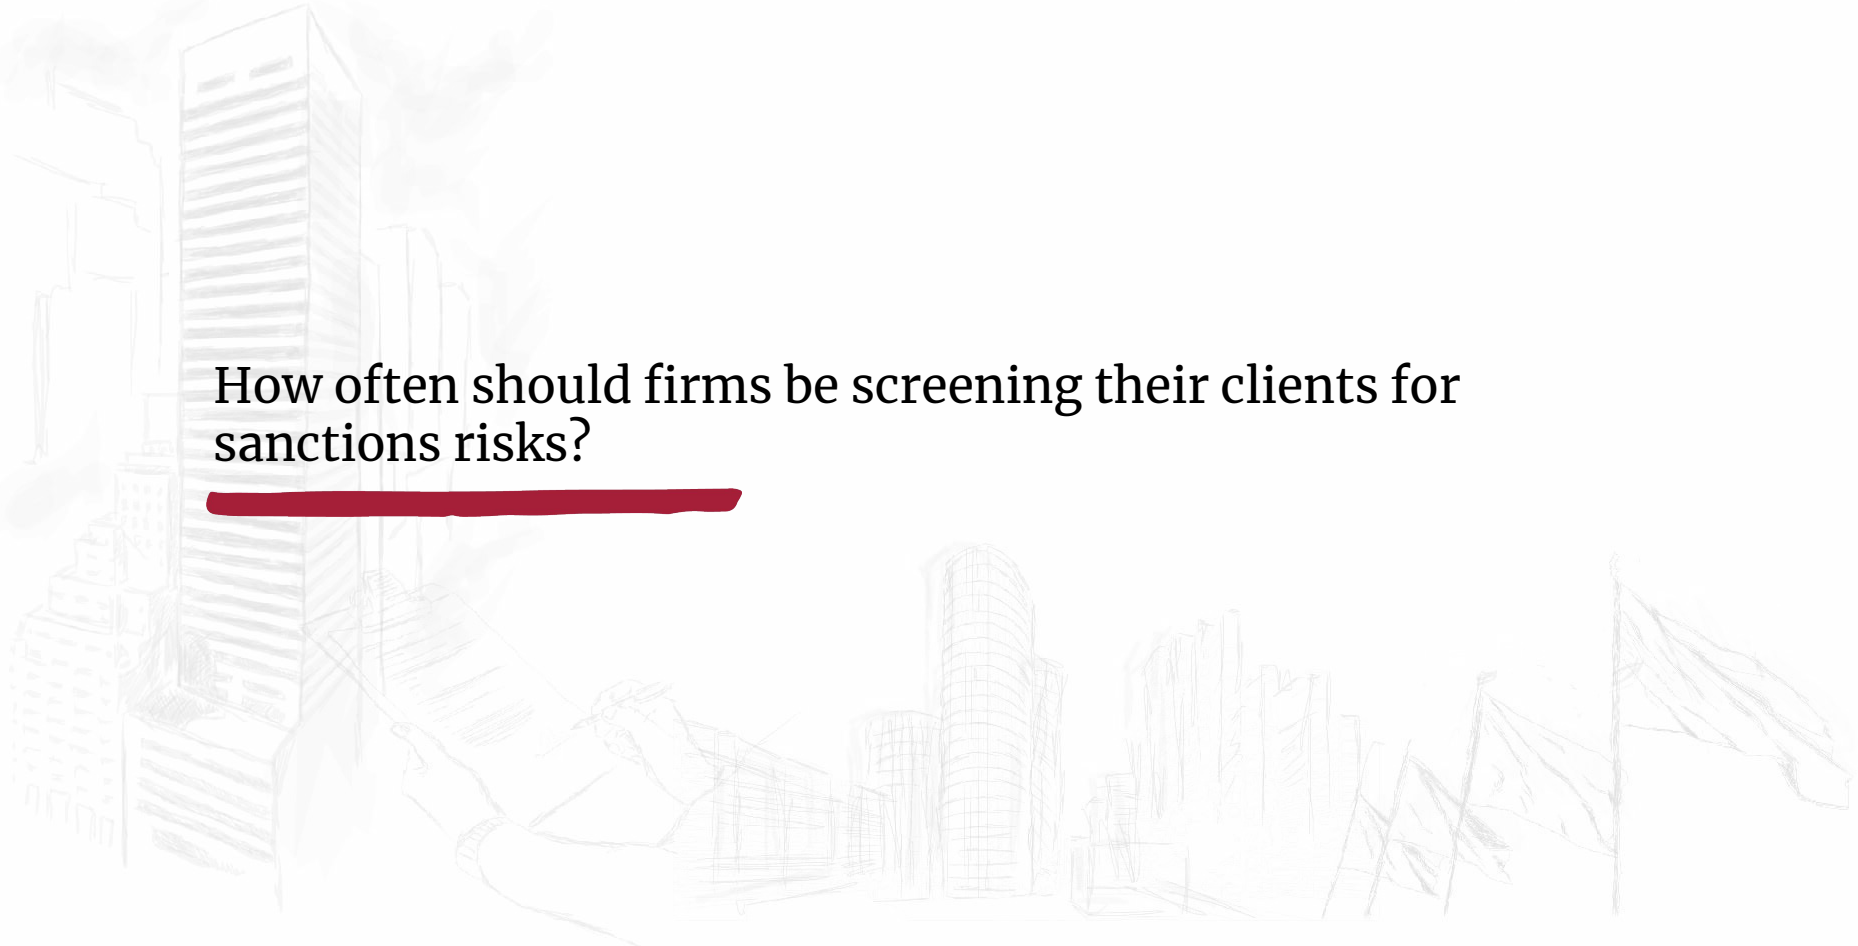 How often should firms be screening their clients for
sanctions risks?